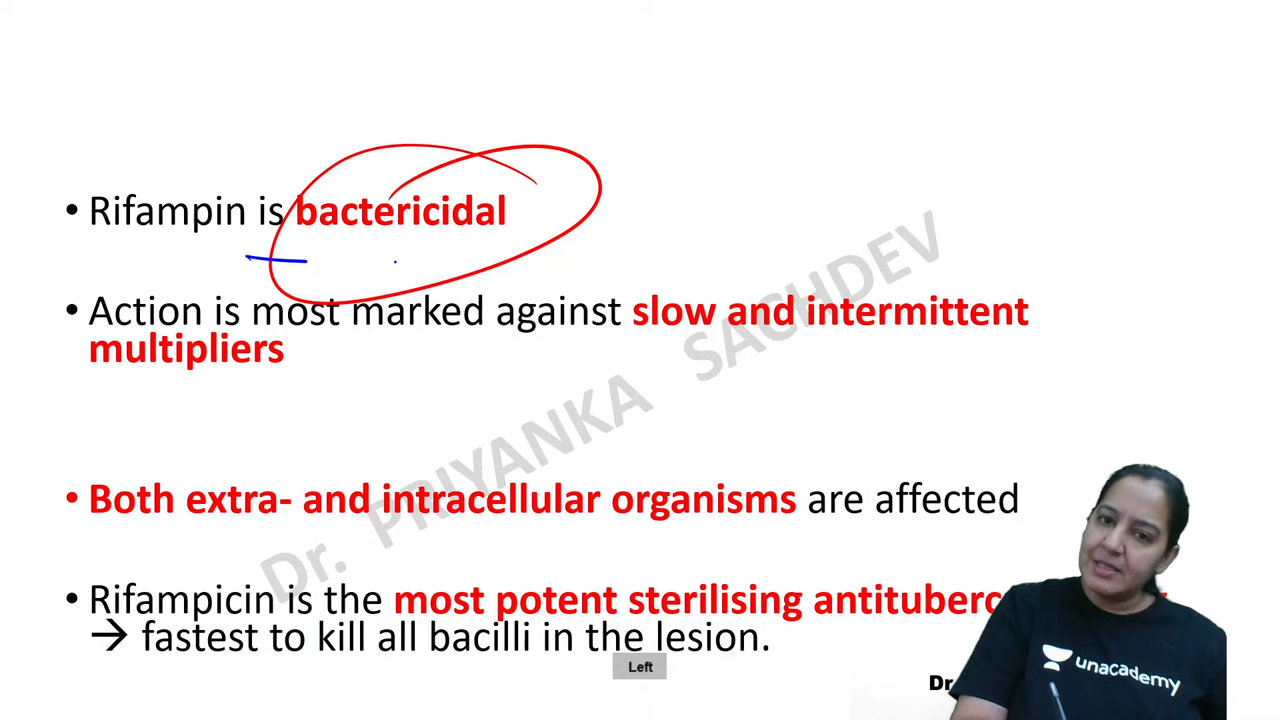 • Rifampin is bactericidal
• Action is most marked against slow and intermittent
multipliers
• Both extra- and intracellular organisms are affected
• Rifampicin is the most potent sterilising
→ fastest to kill all bacilli in the lesion.
Dr. PRIYANKA SACHDEV
Left
Dr
unacademy